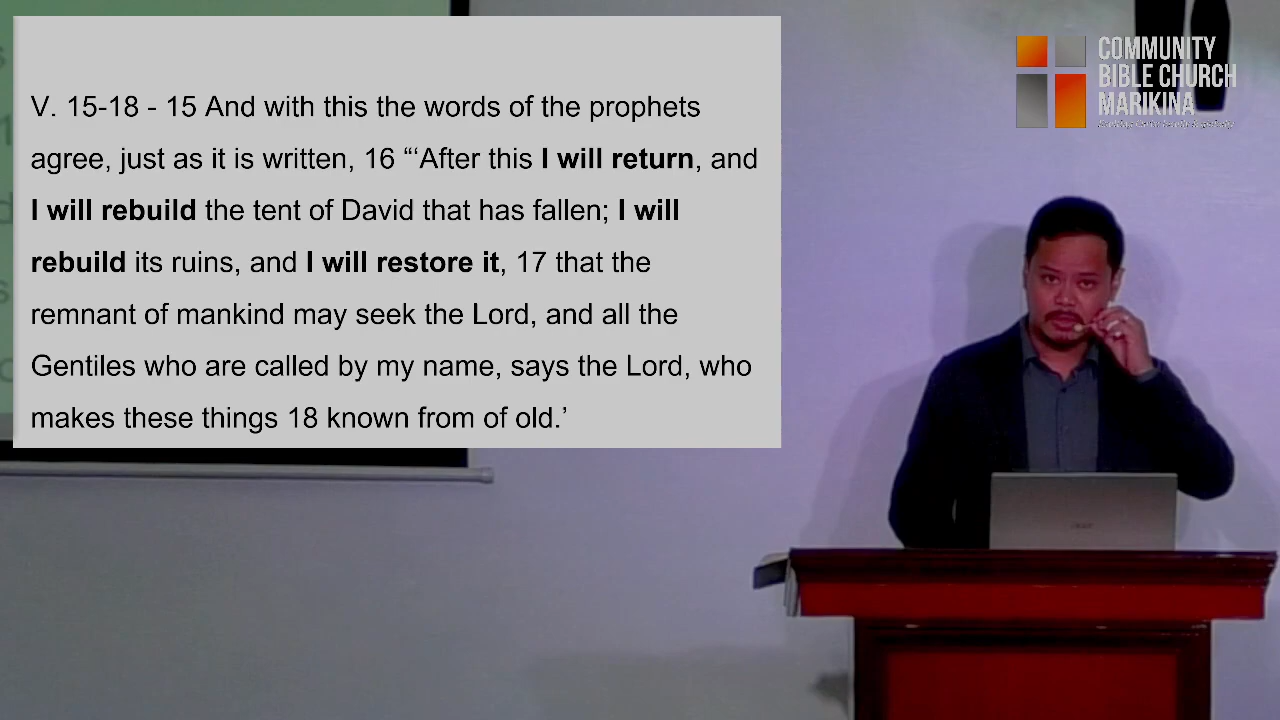 V. 15-18 - 15 And with this the words of the prophets
agree, just as it is written, 16 “‘After this I will return, and
I will rebuild the tent of David that has fallen; I will
rebuild its ruins, and I will restore it, 17 that the
remnant of mankind may seek the Lord, and all the
Gentiles who are called by my name, says the Lord, who
makes these things 18 known from of old.’
COMMUNITY
BIBLE CHURCH
MARIKINA
acer